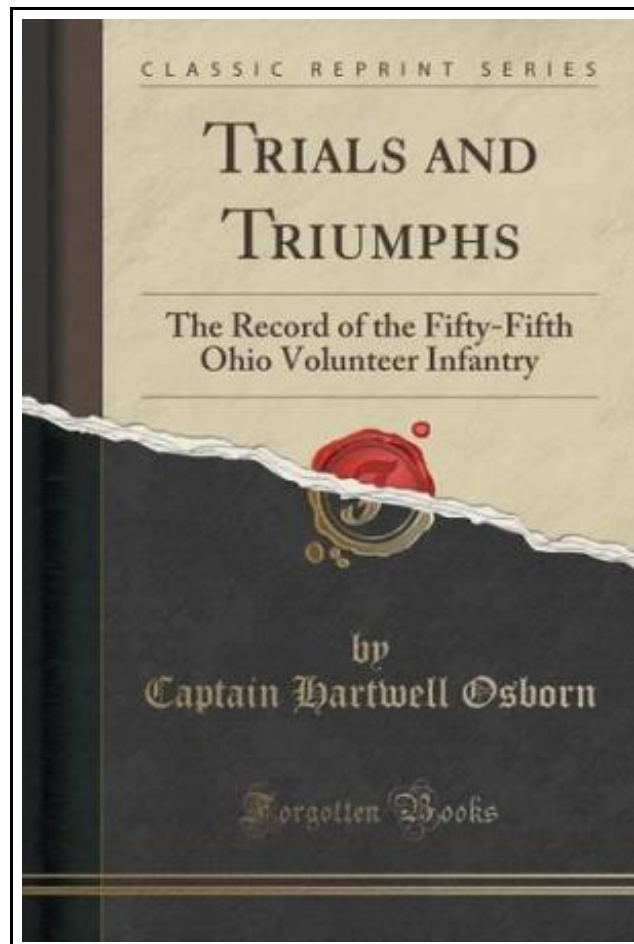 CLASSIC REPRINT SERIES
TRIALS AND
TRIUMPHS
The Record of the Fifty-Fifth
Ohio Volunteer Infantry
by
Captain Hartwell Osborn
Forgotten Books